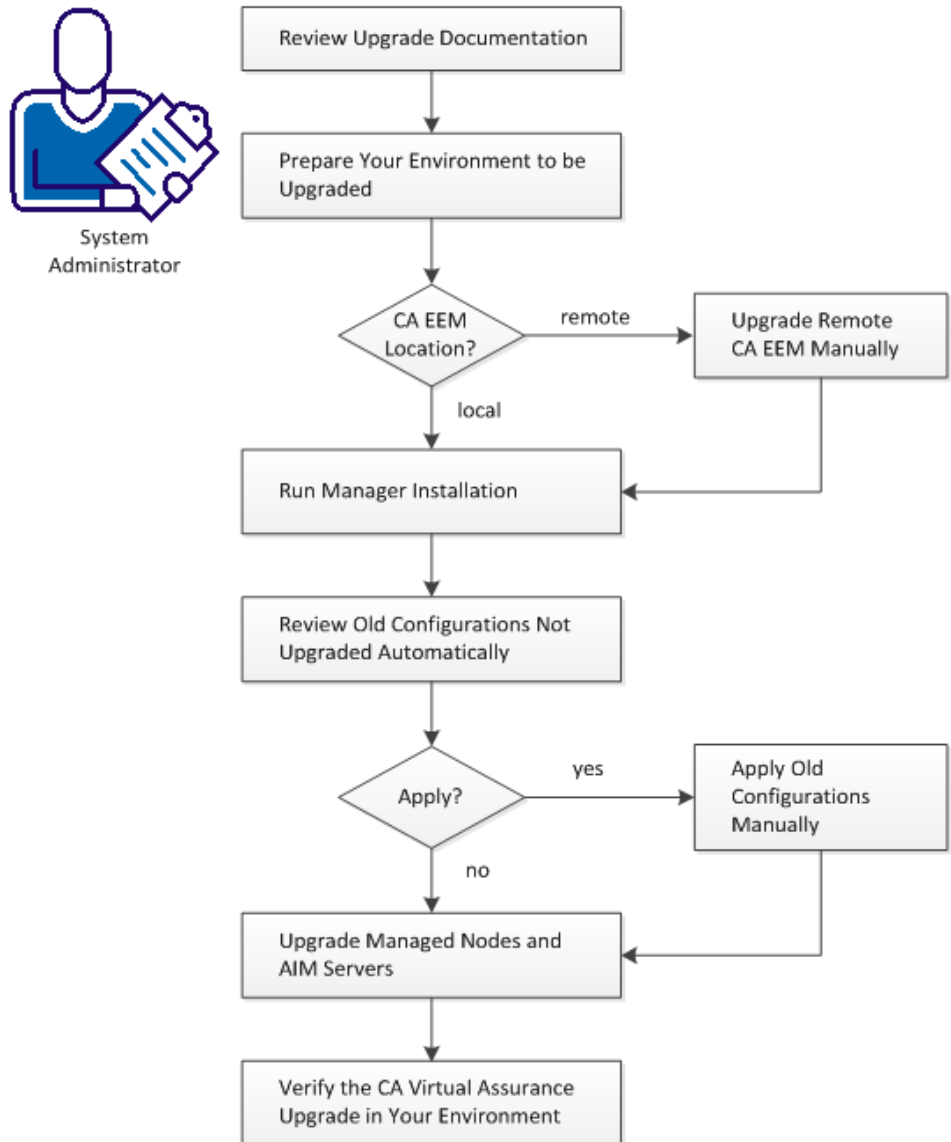 Review Upgrade Documentation
System
Administrator
Prepare Your Environment to be
Upgraded
CA EEM
Location?
remote
Upgrade Remote
CA EEM Manually
local
Run Manager Installation
Review Old Configurations Not
Upgraded Automatically
Apply?
yes
Apply Old
Configurations
Manually
no
Upgrade Managed Nodes and
AIM Servers
Verify the CA Virtual Assurance
Upgrade in Your Environment